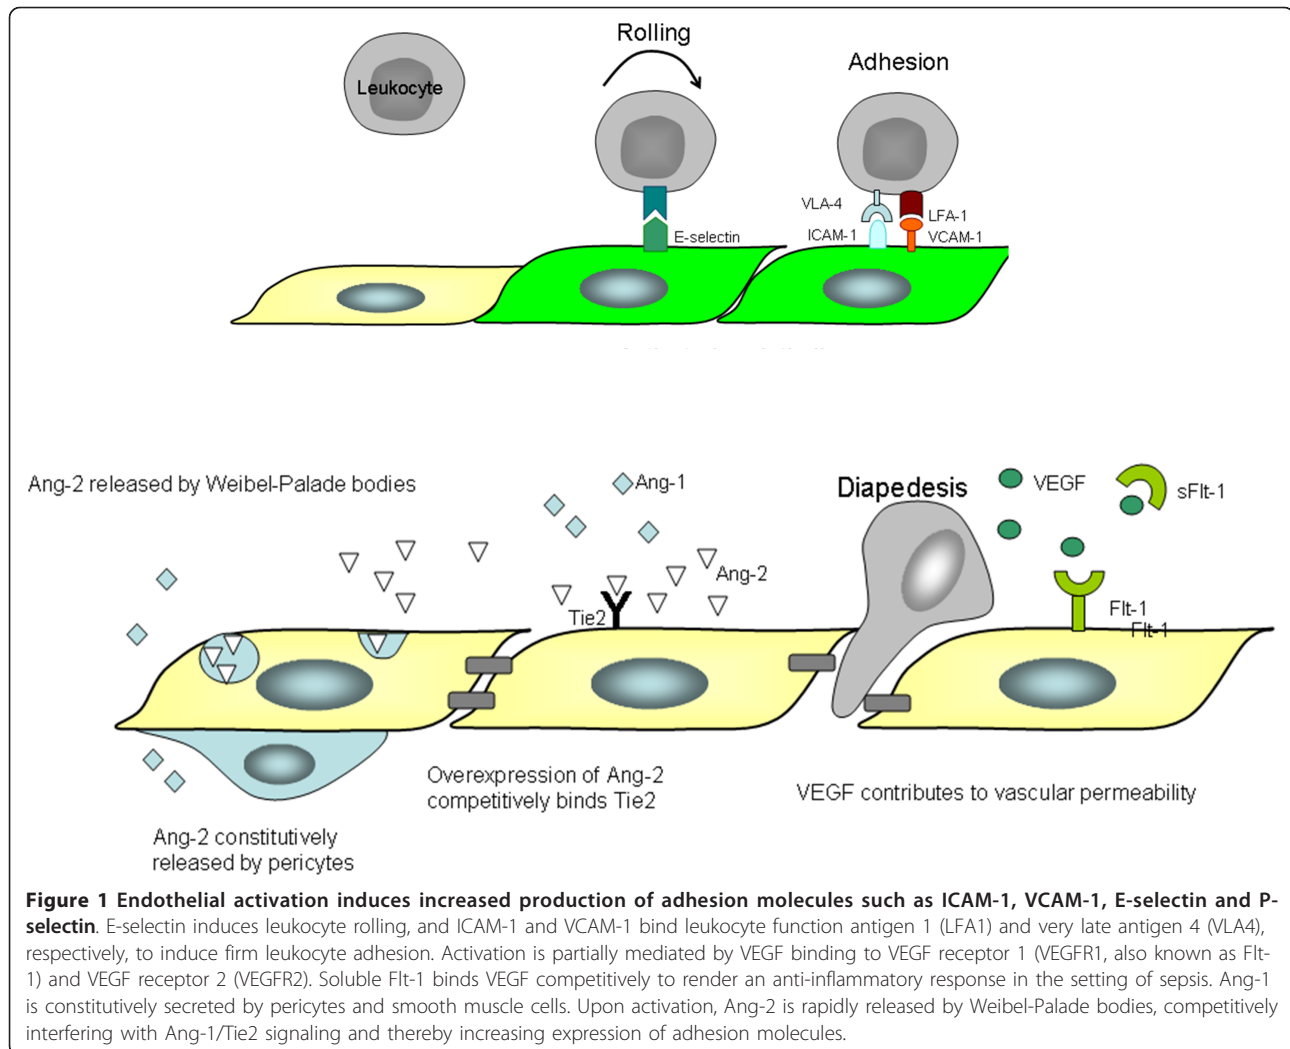 Rolling
Adhesion
Leukocyte
VLA-4
LFA-1
E-selectin
ICAM-1
VCAM-1
Ang-2 released by Weibel-Palade bodies
Ang-1
Diapedesis
VEGF
sFlt-1
Ang-2
Tie2
Flt-1
Flt-1
Overexpression of Ang-2
competitively binds Tie2
VEGF contributes to vascular permeability
Ang-2 constitutively
released by pericytes
Figure 1 Endothelial activation induces increased production of adhesion molecules such as ICAM-1, VCAM-1, E-selectin and P-
selectin. E-selectin induces leukocyte rolling, and ICAM-1 and VCAM-1 bind leukocyte function antigen 1 (LFA1) and very late antigen 4 (VLA4),
respectively, to induce firm leukocyte adhesion. Activation is partially mediated by VEGF binding to VEGF receptor 1 (VEGFR1, also known as Flt-
1) and VEGF receptor 2 (VEGFR2). Soluble Flt-1 binds VEGF competitively to render an anti-inflammatory response in the setting of sepsis. Ang-1
is constitutively secreted by pericytes and smooth muscle cells. Upon activation, Ang-2 is rapidly released by Weibel-Palade bodies, competitively
interfering with Ang-1/Tie2 signaling and thereby increasing expression of adhesion molecules.